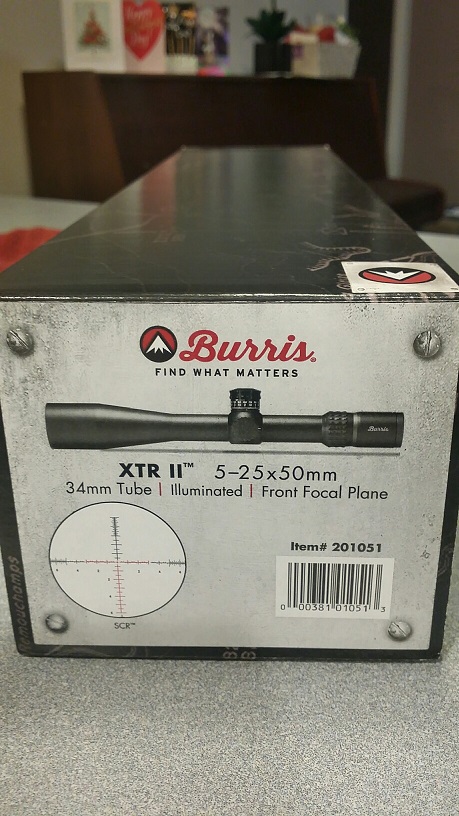 Burris®
FIND WHAT MATTERS
Burris
XTR II™ 5–25x50mm
34mm Tube | Illuminated | Front Focal Plane
Item# 201051
0 00381 01051 3
SCR™